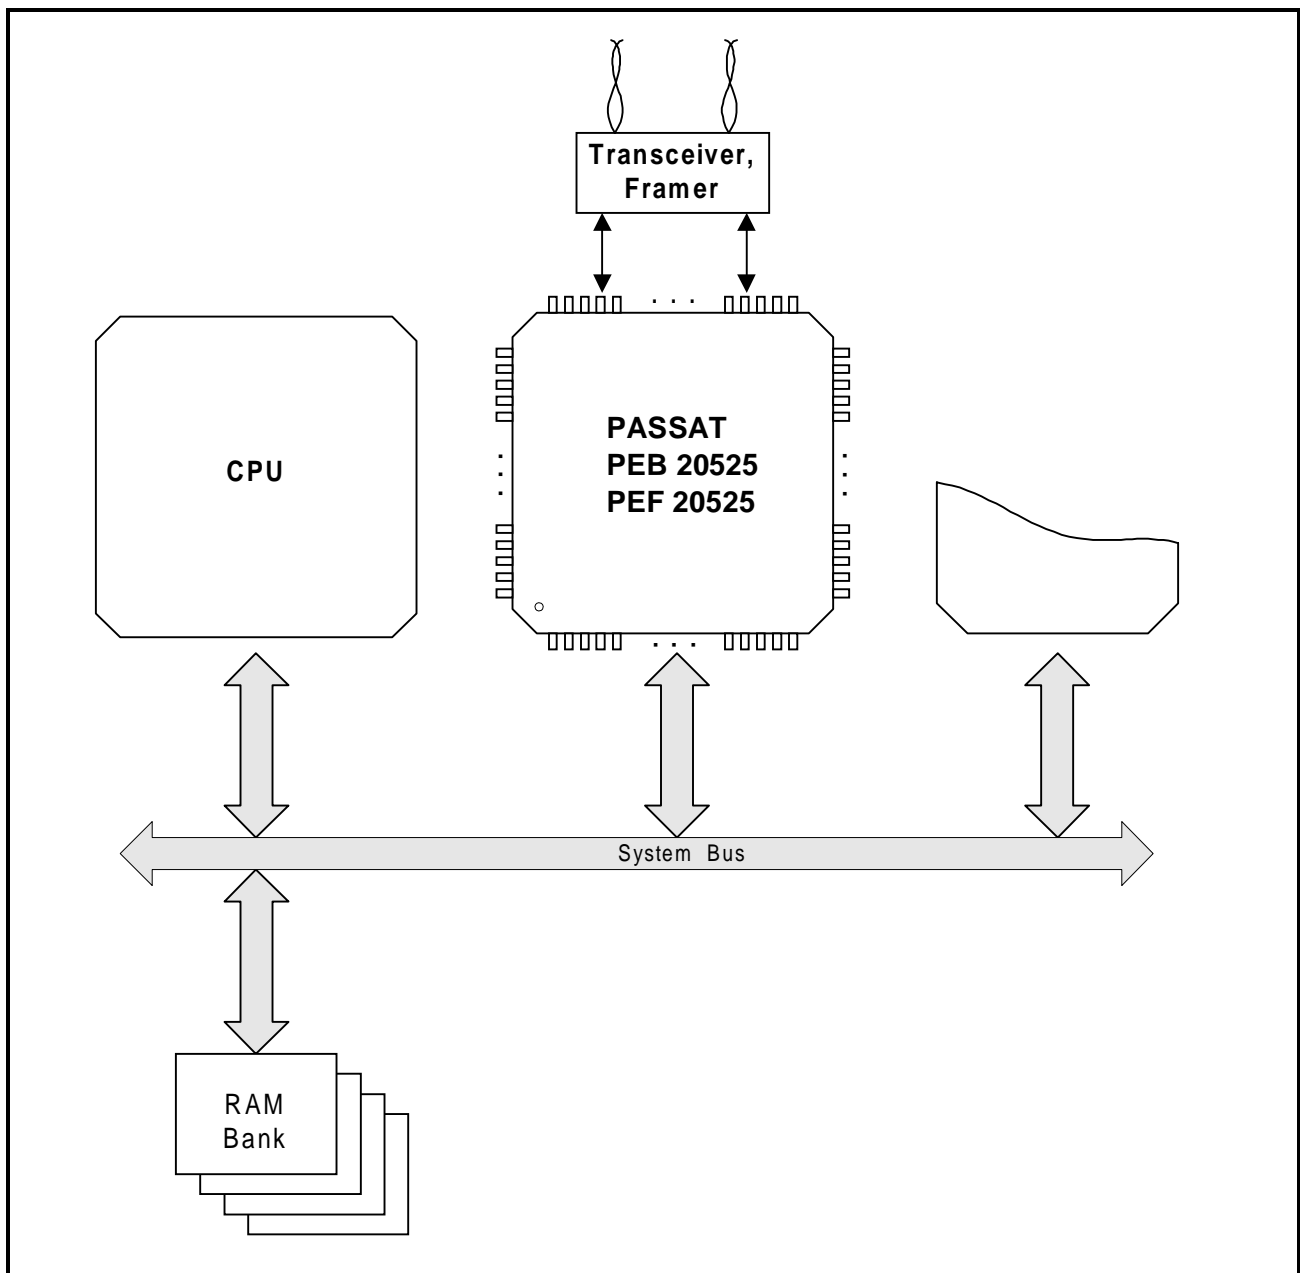 Transceiver,
Framer
CPU
PASSAT
PEB 20525
PEF 20525
System Bus
RAM
Bank